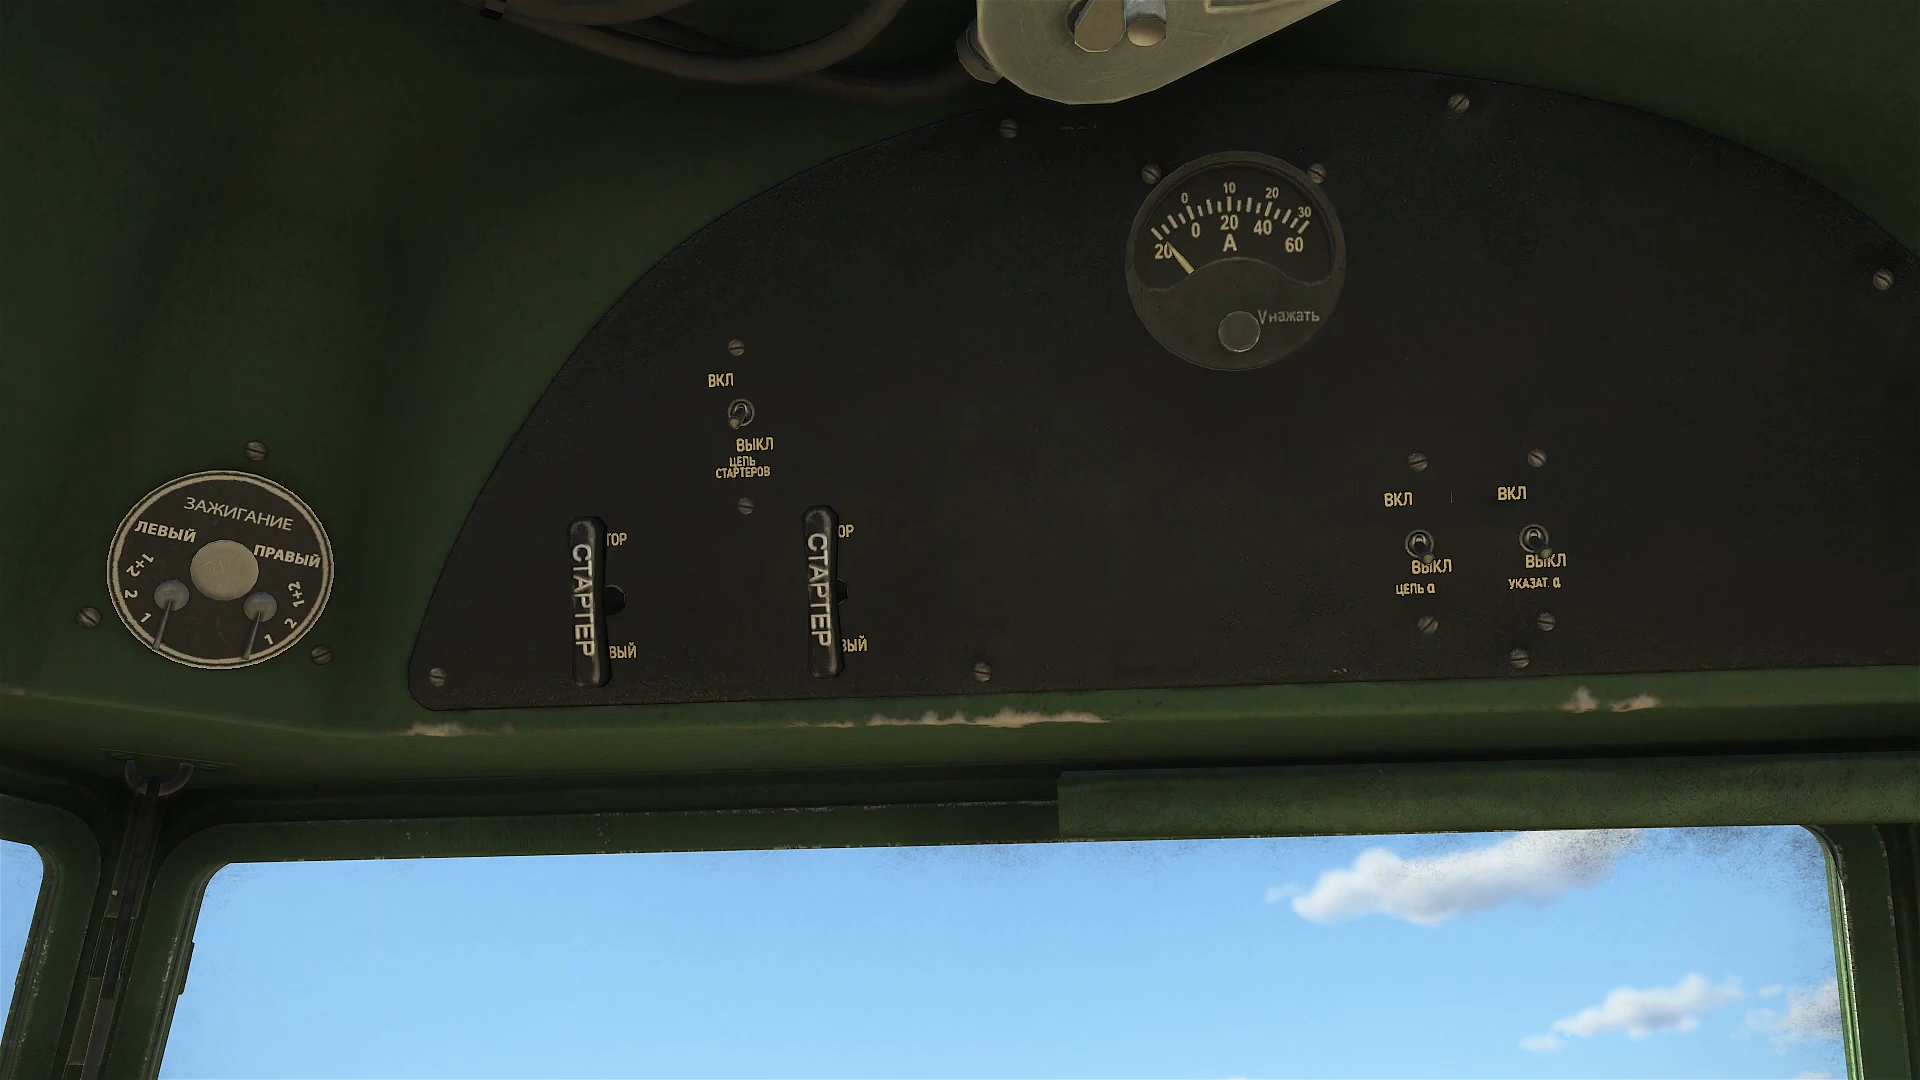 0 10 20 30
20 0 20 40 60
A
V нажать
ВКЛ
ВЫКЛ
ЦЕПЬ
СТАРТЕРОВ
ЗАЖИГАНИЕ
ЛЕВЫЙ
ПРАВЫЙ
1+2
2
1
1+2
2
1
СТАРТЕР
СТАРТЕР
ВКЛ
ВЫКЛ
ЦЕПЬ α
ВКЛ
ВЫКЛ
УКАЗАТ. α